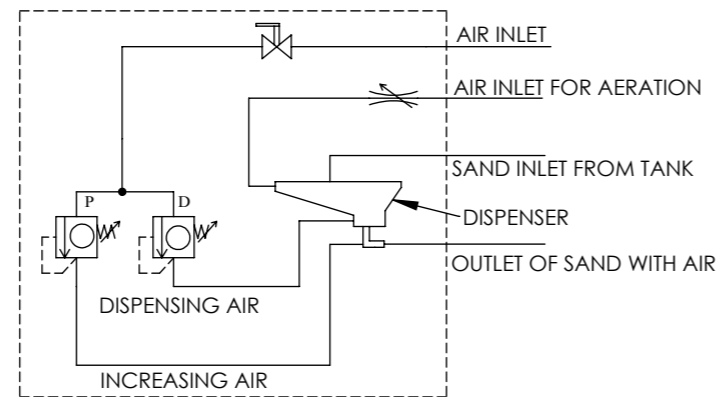 AIR INLET
AIR INLET FOR AERATION
SAND INLET FROM TANK
P
D
DISPENSER
OUTLET OF SAND WITH AIR
DISPENSING AIR
INCREASING AIR